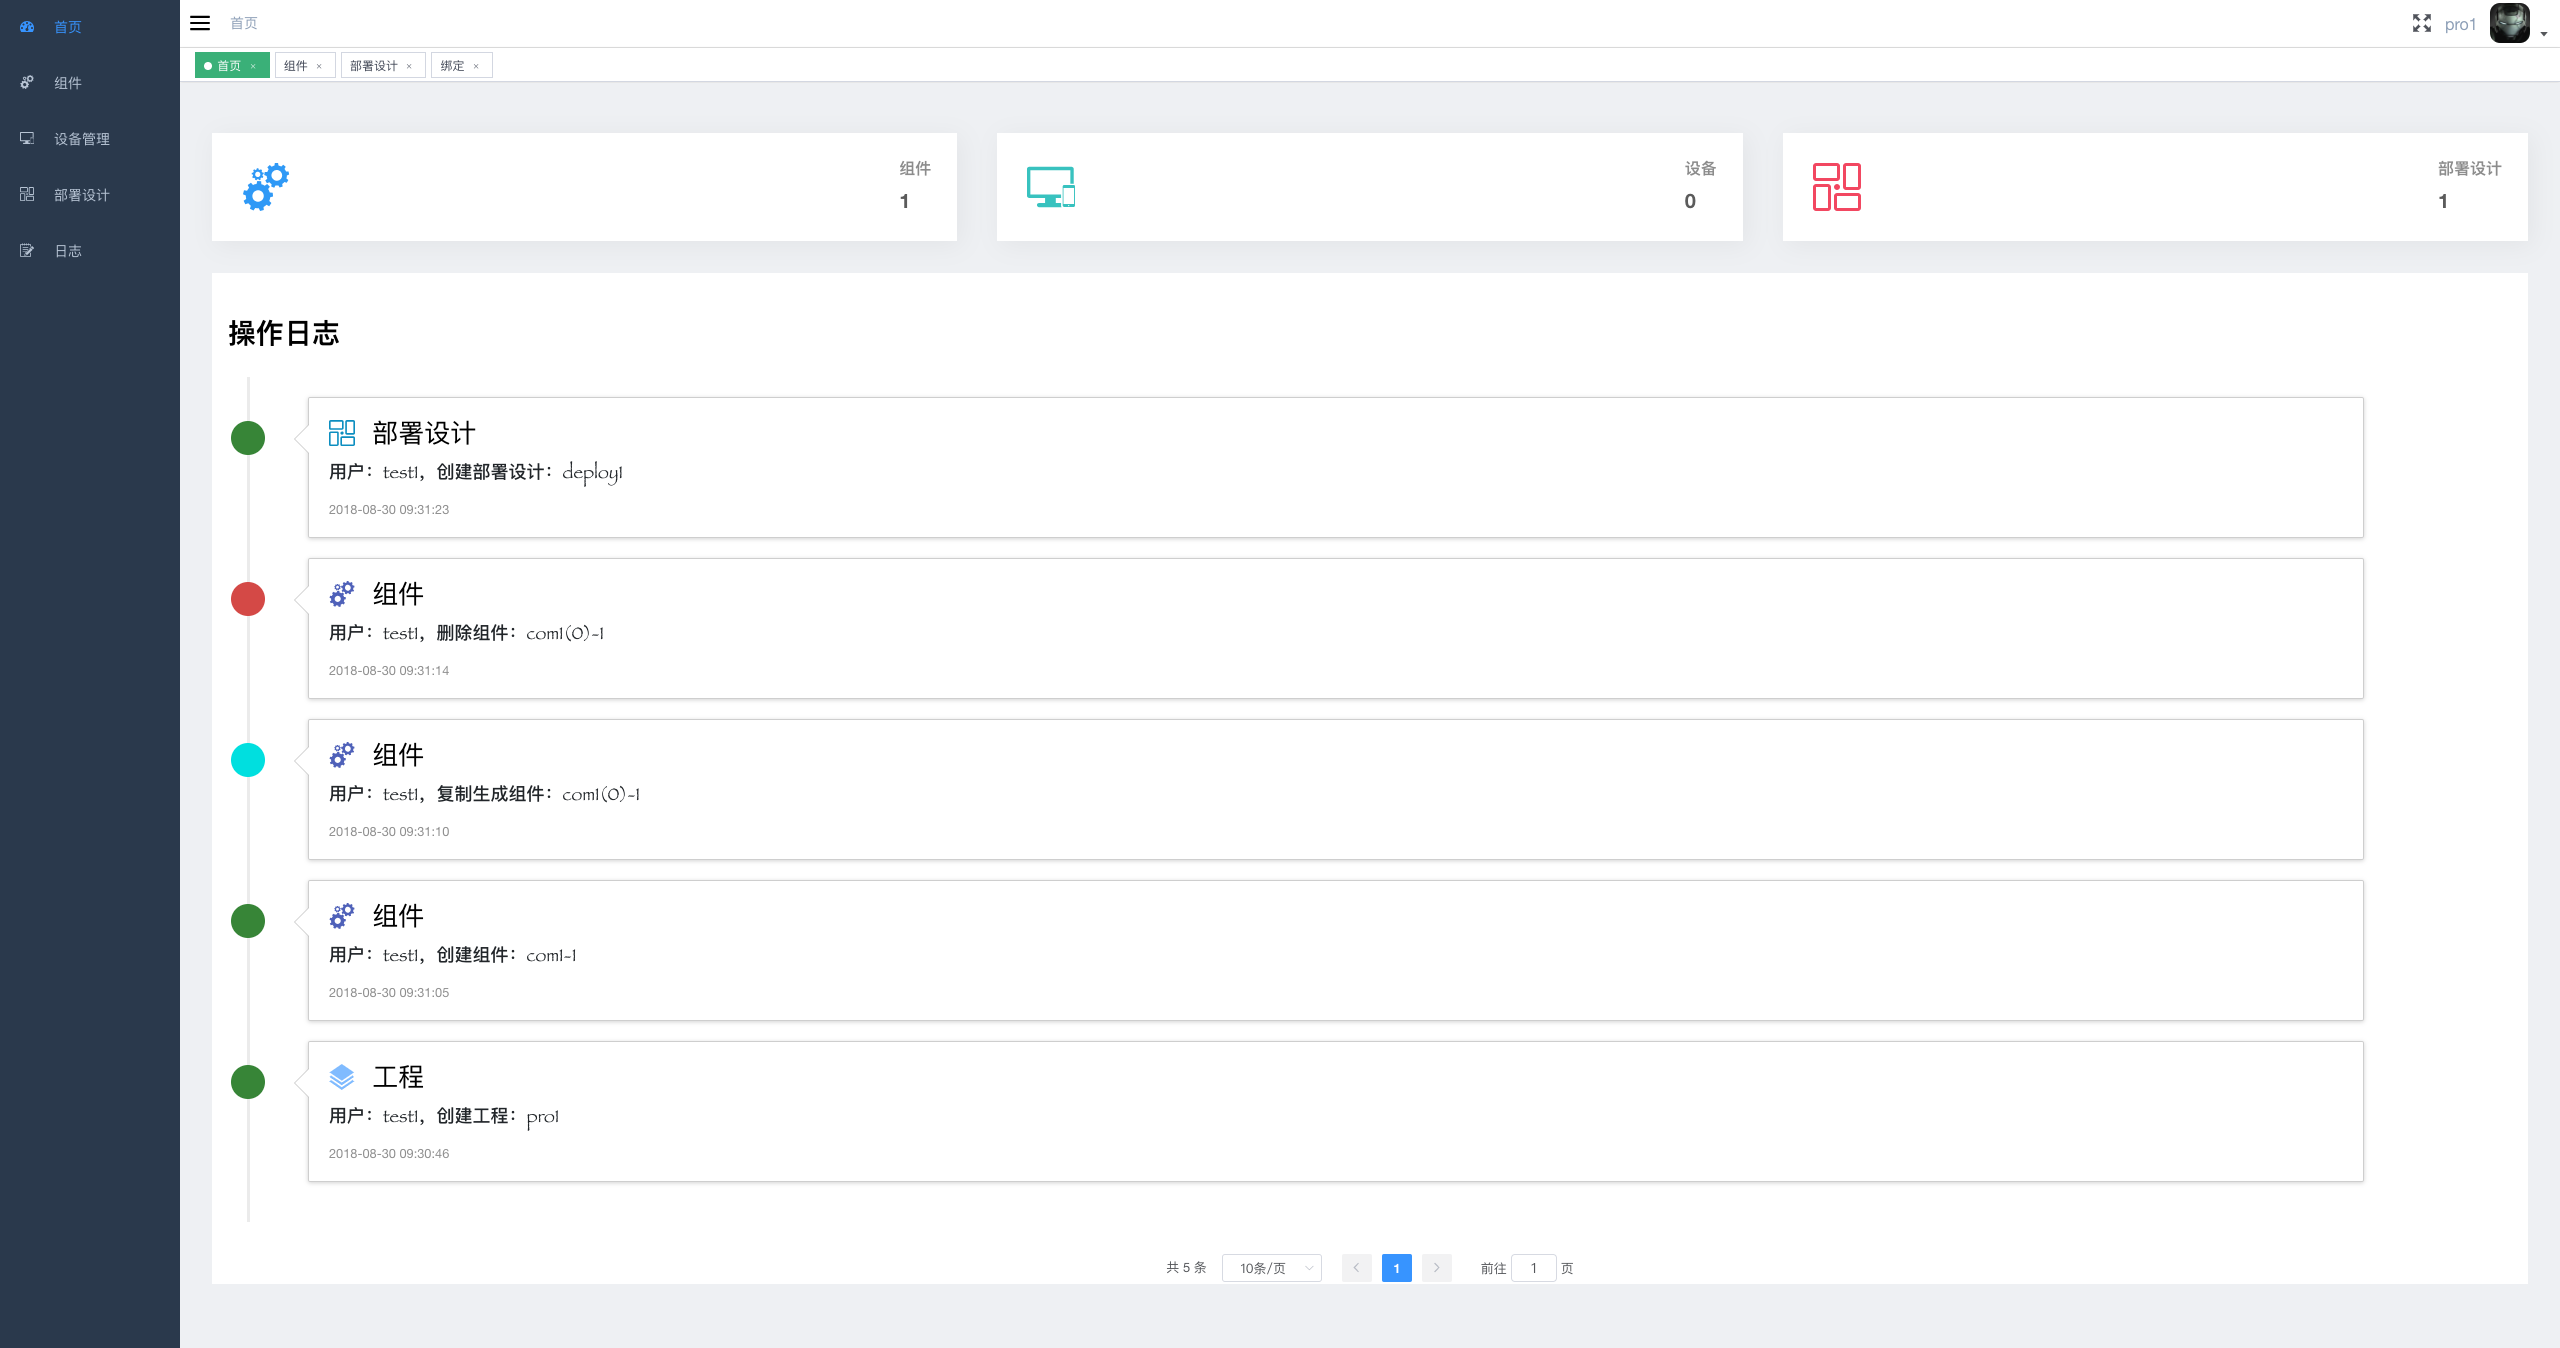 首页
组件
设备管理
部署设计
日志
首页
pro1
首页 ×
组件 ×
部署设计 ×
绑定 ×
组件
1
设备
0
部署设计
1
操作日志
部署设计
用户：test1，创建部署设计：deploy1
2018-08-30 09:31:23
组件
用户：test1，删除组件：com1(0)-1
2018-08-30 09:31:14
组件
用户：test1，复制生成组件：com1(0)-1
2018-08-30 09:31:10
组件
用户：test1，创建组件：com1-1
2018-08-30 09:31:05
工程
用户：test1，创建工程：pro1
2018-08-30 09:30:46
共 5 条 10条/页 1 前往 1 页